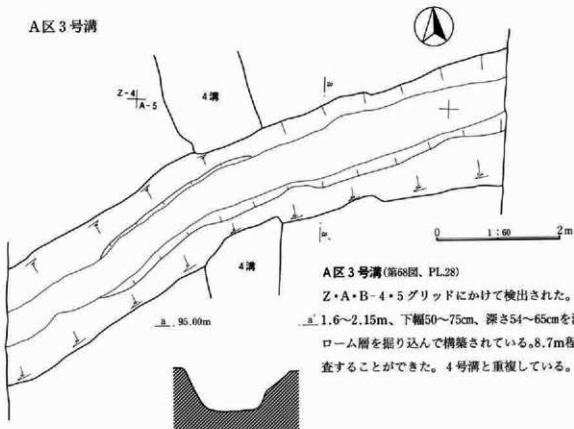 A区3号溝
Z-4
A-5
4溝
a
a'
4溝
0 1:60 2m
A区3号溝(第68図、PL.28)
Z・A・B-4・5グリッドにかけて検出された。
a 95.00m a'
1.6~2.15m、下幅50~75cm、深さ54~65cmを
ローム層を掘り込んで構築されている。8.7m程
査することができた。4号溝と重複している。